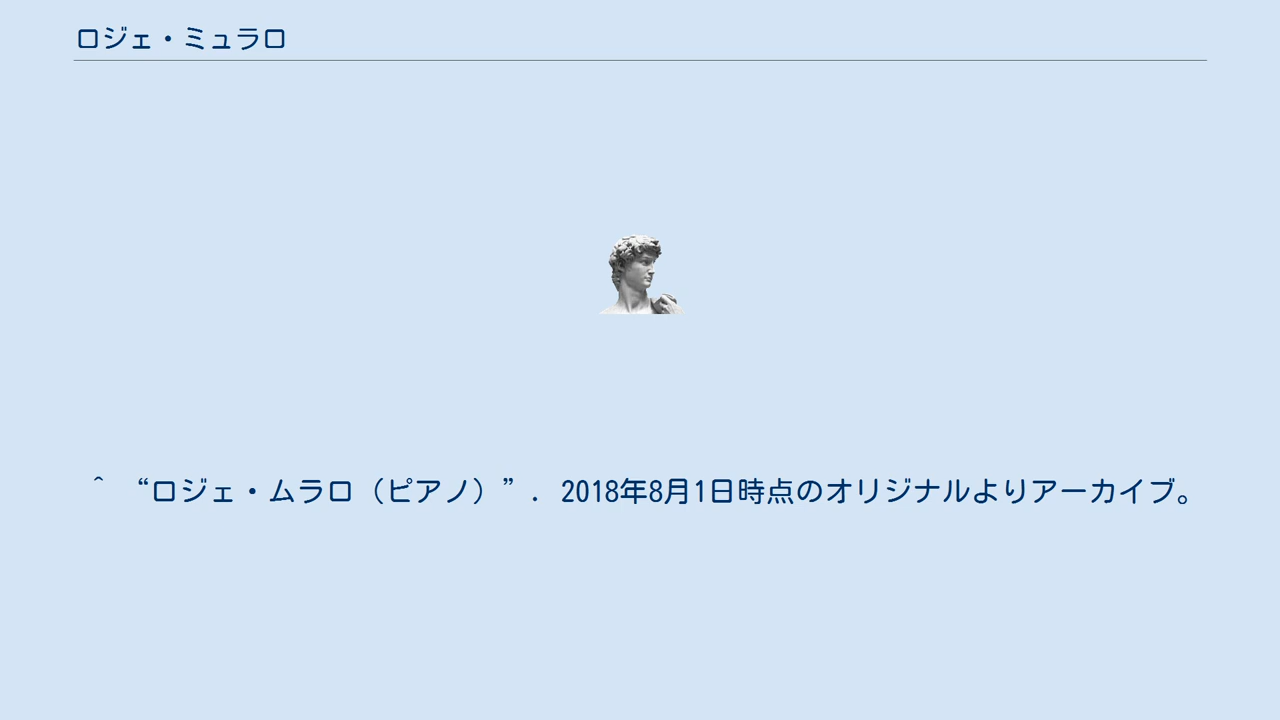 ロジェ・ミュラロ
^ “ロジェ・ムラロ（ピアノ）”. 2018年8月1日時点のオリジナルよりアーカイブ。